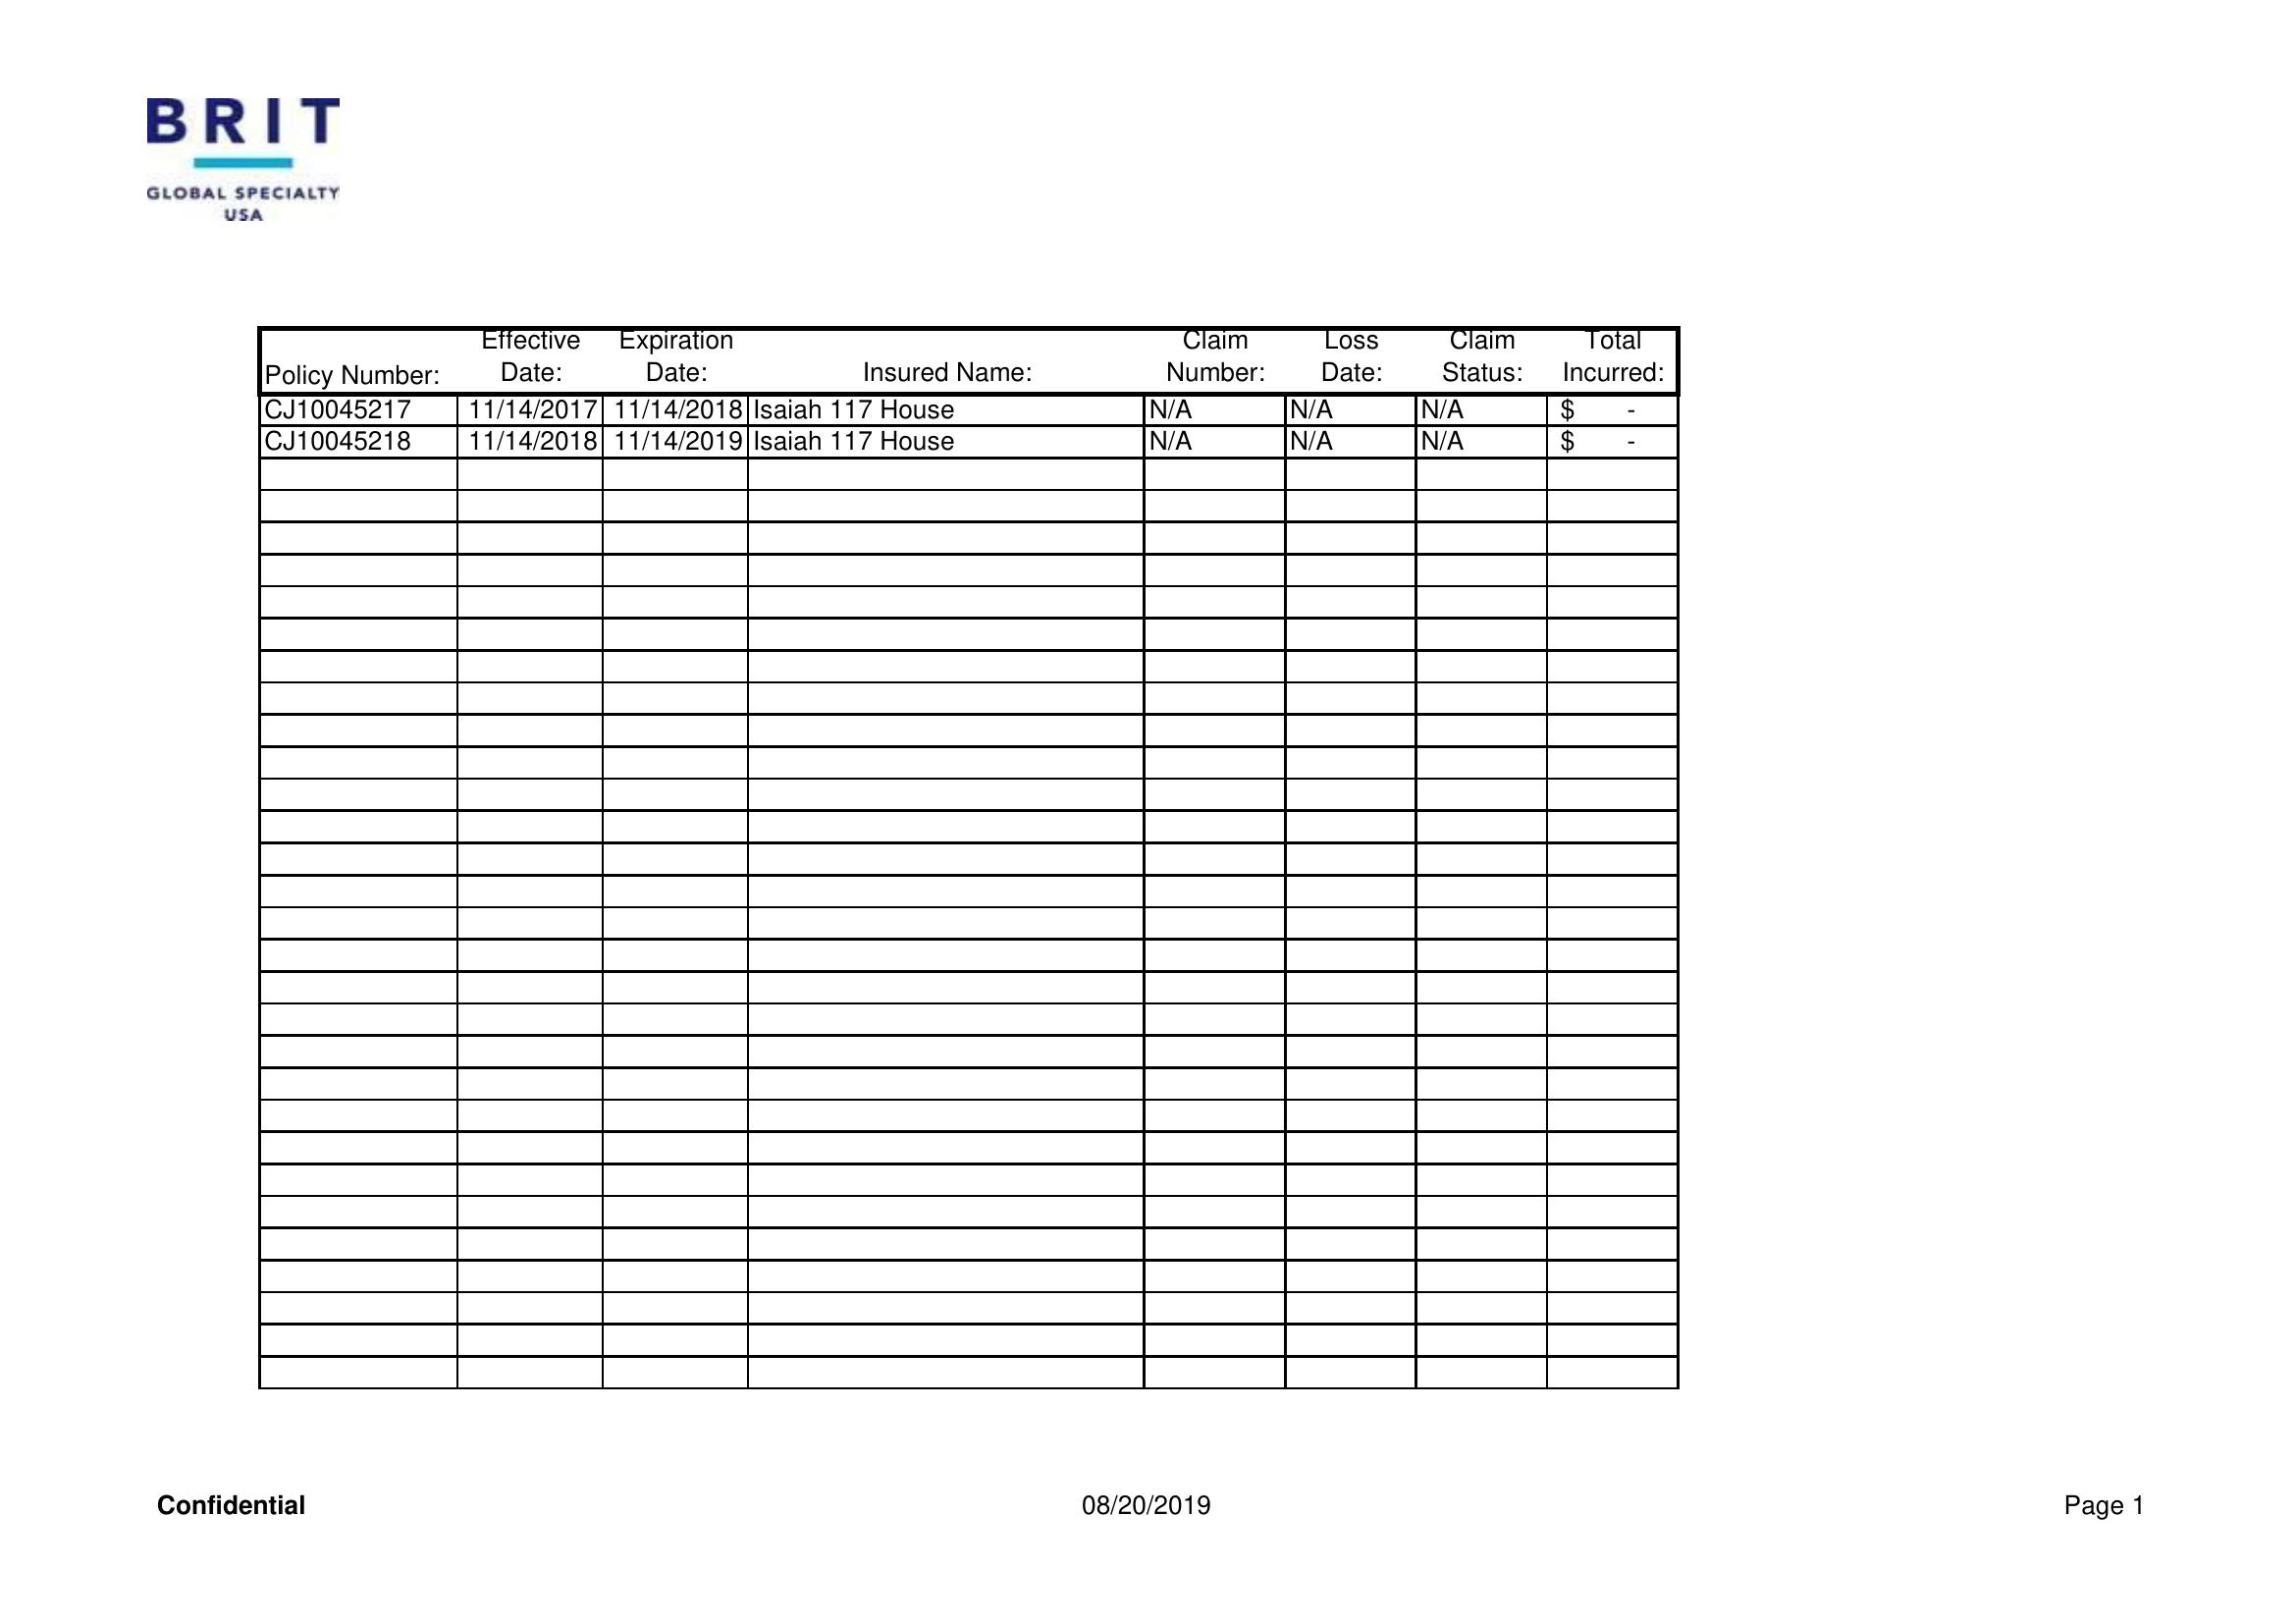 BRIT
GLOBAL SPECIALTY
USA
Policy Number: Effective Date: Expiration Date: Insured Name: Claim Number: Loss Date: Claim Status: Total Incurred:
CJ10045217 11/14/2017 11/14/2018 Isaiah 117 House N/A N/A N/A $ -
CJ10045218 11/14/2018 11/14/2019 Isaiah 117 House N/A N/A N/A $ -
Confidential 08/20/2019 Page 1